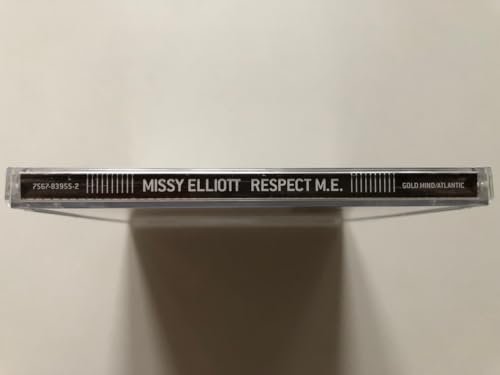 7567-83955-2 MISSY ELLIOTT RESPECT M.E. GOLD MIND/ATLANTIC